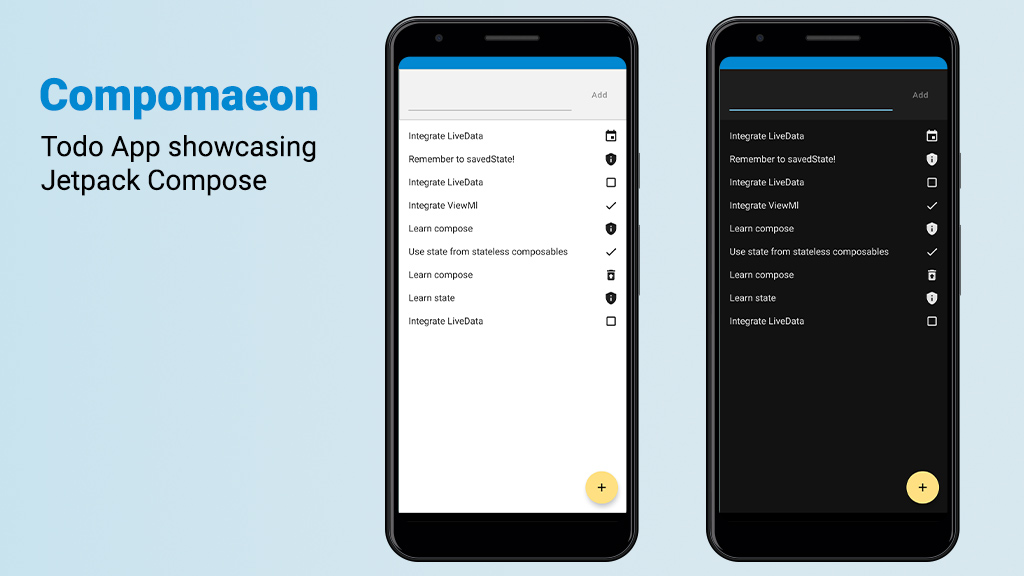 Compomaeon
Todo App showcasing
Jetpack Compose
Add
Integrate LiveData
Remember to savedState!
Integrate LiveData
Integrate ViewMl
Learn compose
Use state from stateless composables
Learn compose
Learn state
Integrate LiveData
+
Add
Integrate LiveData
Remember to savedState!
Integrate LiveData
Integrate ViewMl
Learn compose
Use state from stateless composables
Learn compose
Learn state
Integrate LiveData
+